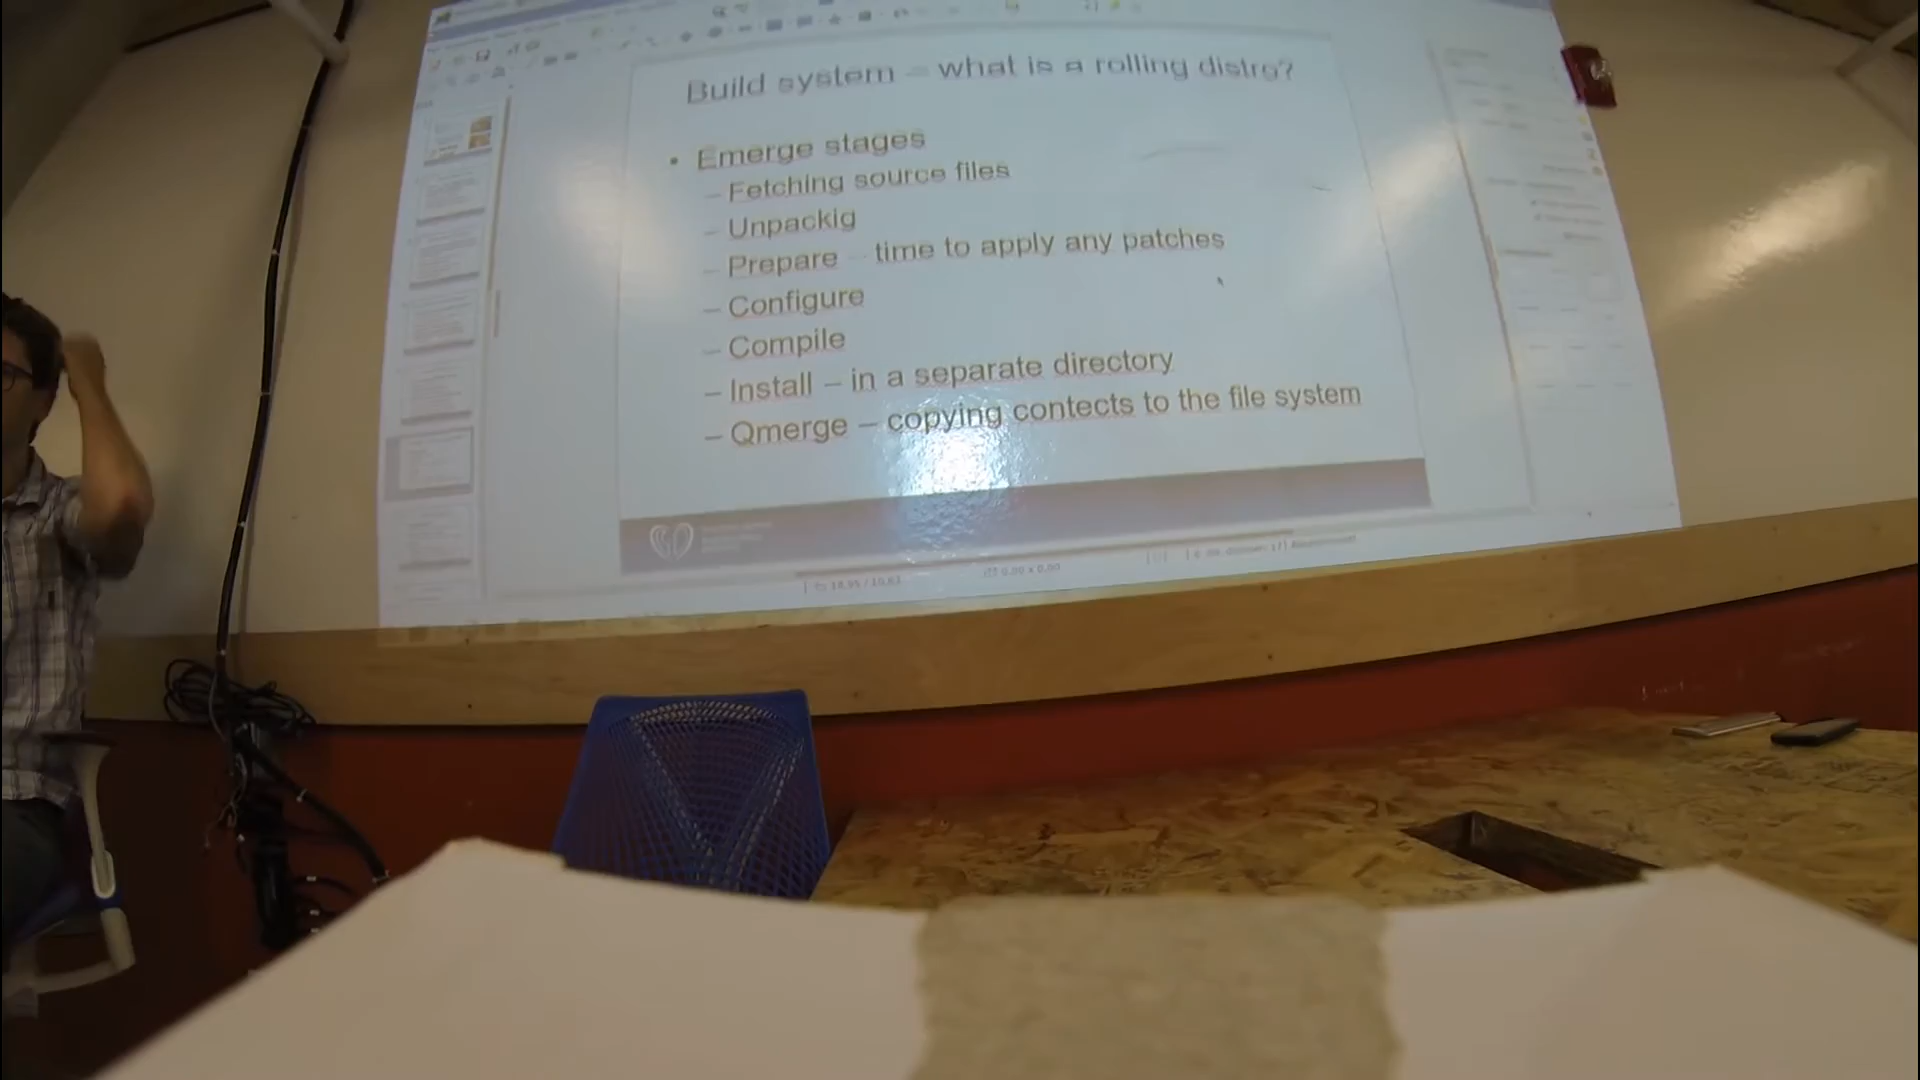 Build system – what is a rolling distro?
• Emerge stages
– Fetching source files
– Unpackig
– Prepare – time to apply any patches
– Configure
– Compile
– Install – in a separate directory
– Qmerge – copying contects to the file system